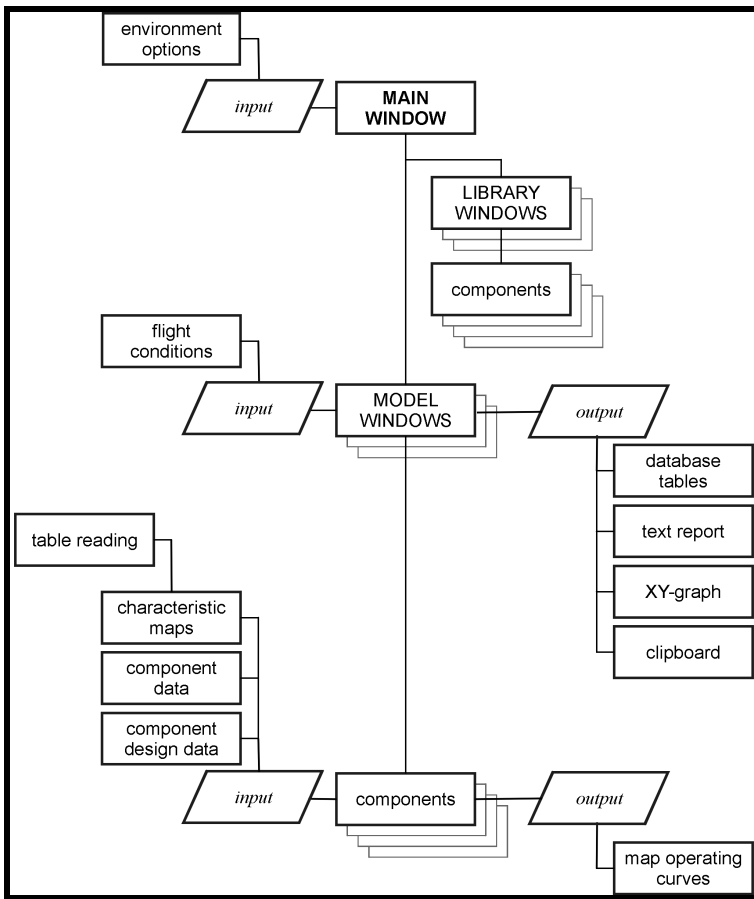 environment
options
input
MAIN
WINDOW
LIBRARY
WINDOWS
components
flight
conditions
input
MODEL
WINDOWS
output
database
tables
text report
XY-graph
clipboard
table reading
characteristic
maps
component
data
component
design data
input
components
output
map operating
curves